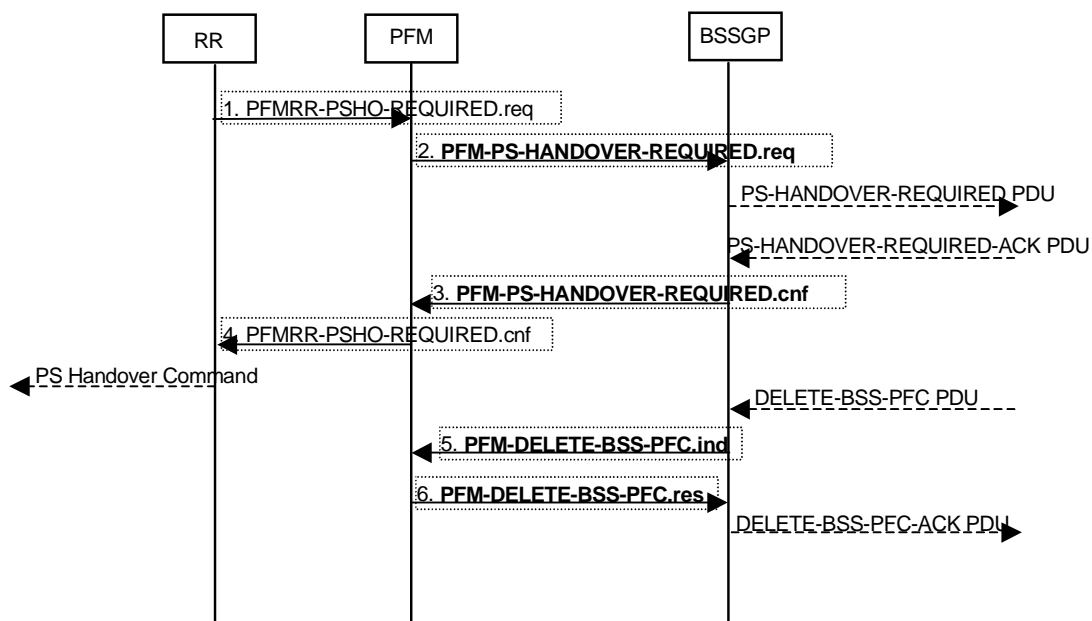 RR
PFM
BSSGP
1. PFMRR-PSHO-REQUIRED.req
2. PFM-PS-HANDOVER-REQUIRED.req
PS-HANDOVER-REQUIRED PDU
PS-HANDOVER-REQUIRED-ACK PDU
3. PFM-PS-HANDOVER-REQUIRED.cnf
4. PFMRR-PSHO-REQUIRED.cnf
PS Handover Command
DELETE-BSS-PFC PDU
5. PFM-DELETE-BSS-PFC.ind
6. PFM-DELETE-BSS-PFC.res
DELETE-BSS-PFC-ACK PDU